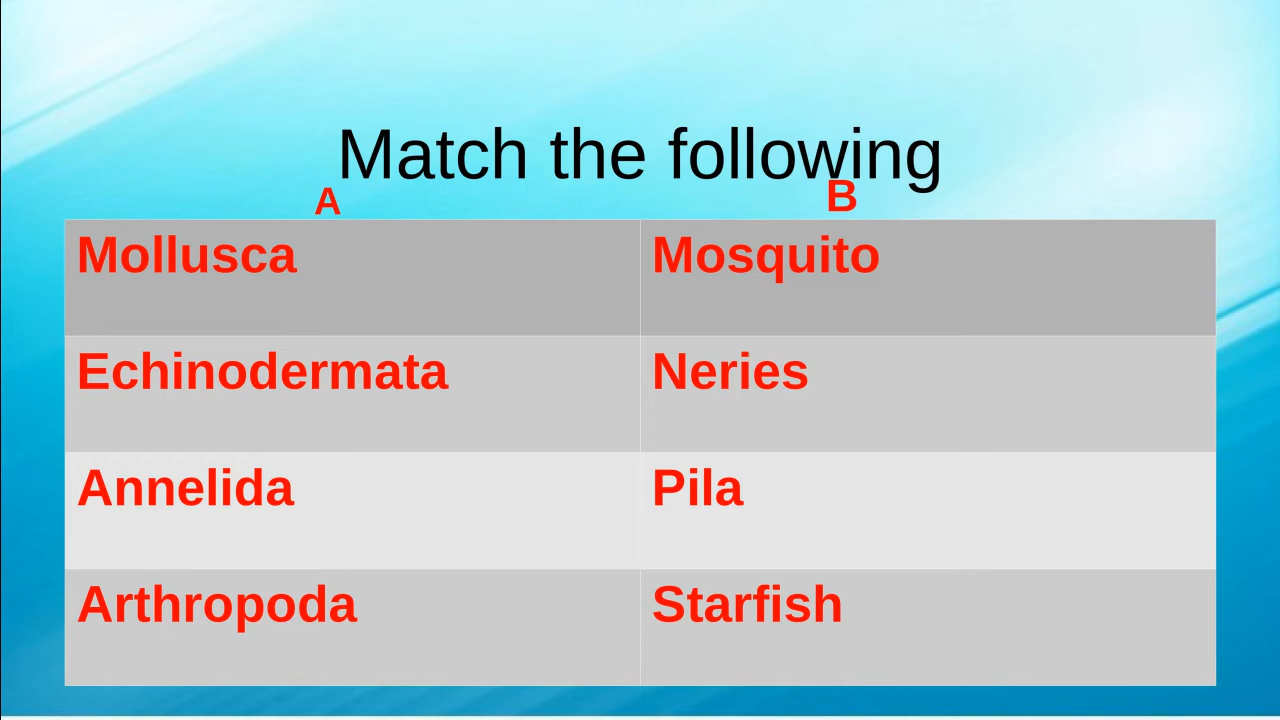 Match the following
A
B
Mollusca
Mosquito
Echinodermata
Neries
Annelida
Pila
Arthropoda
Starfish